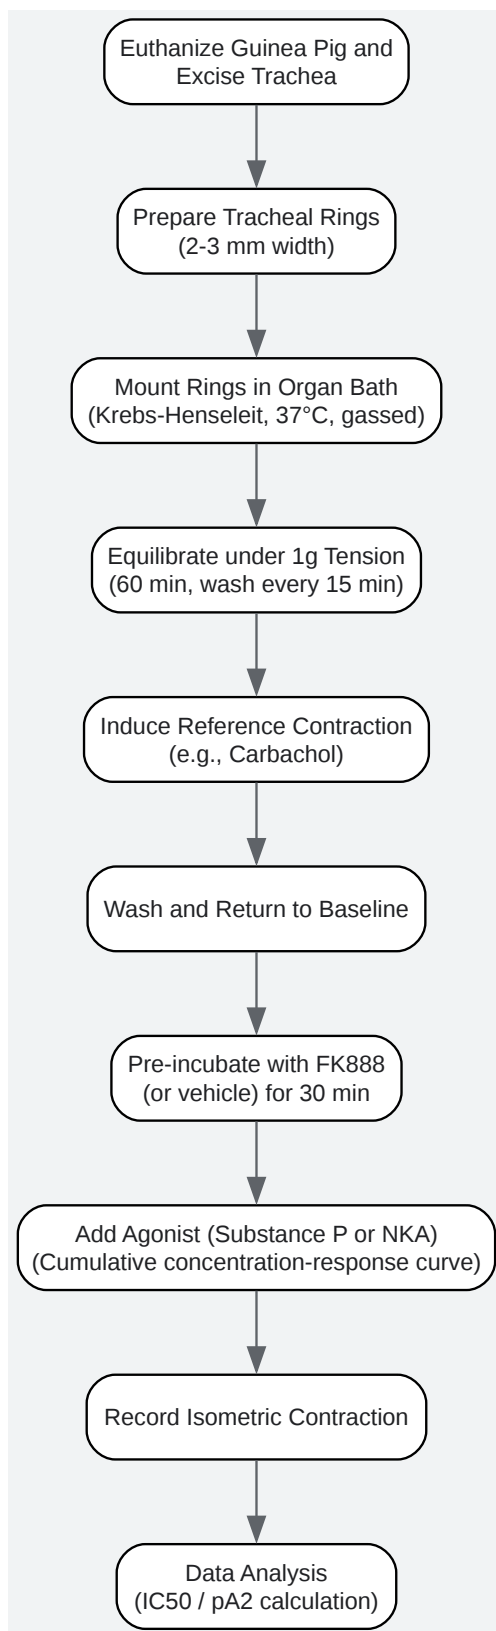 Euthanize Guinea Pig and
Excise Trachea
Prepare Tracheal Rings
(2-3 mm width)
Mount Rings in Organ Bath
(Krebs-Henseleit, 37°C, gassed)
Equilibrate under 1g Tension
(60 min, wash every 15 min)
Induce Reference Contraction
(e.g., Carbachol)
Wash and Return to Baseline
Pre-incubate with FK888
(or vehicle) for 30 min
Add Agonist (Substance P or NKA)
(Cumulative concentration-response curve)
Record Isometric Contraction
Data Analysis
(IC50 / pA2 calculation)